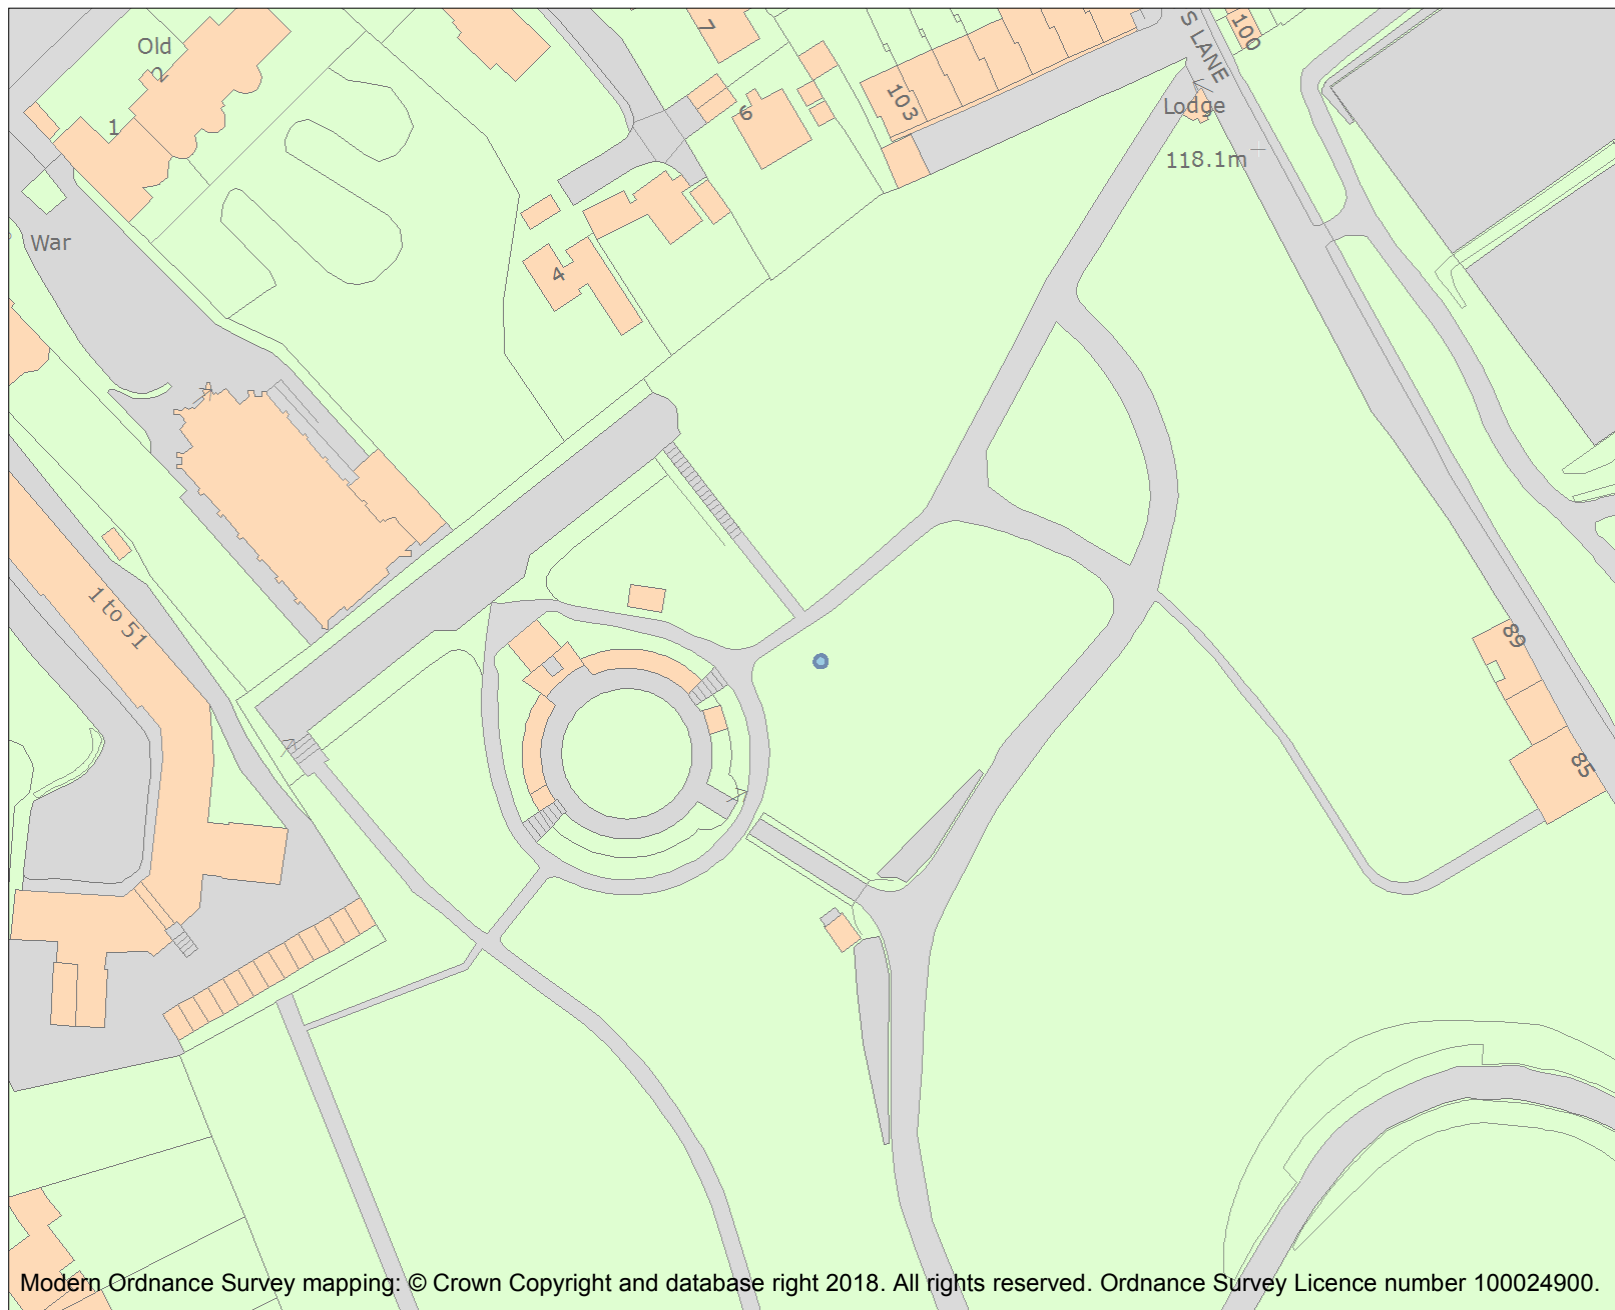 Old
2
1
War
7
6
4
103
S LANE
100
Lodge
118.1m
1 to 51
89
85
Modern Ordnance Survey mapping: © Crown Copyright and database right 2018. All rights reserved. Ordnance Survey Licence number 100024900.